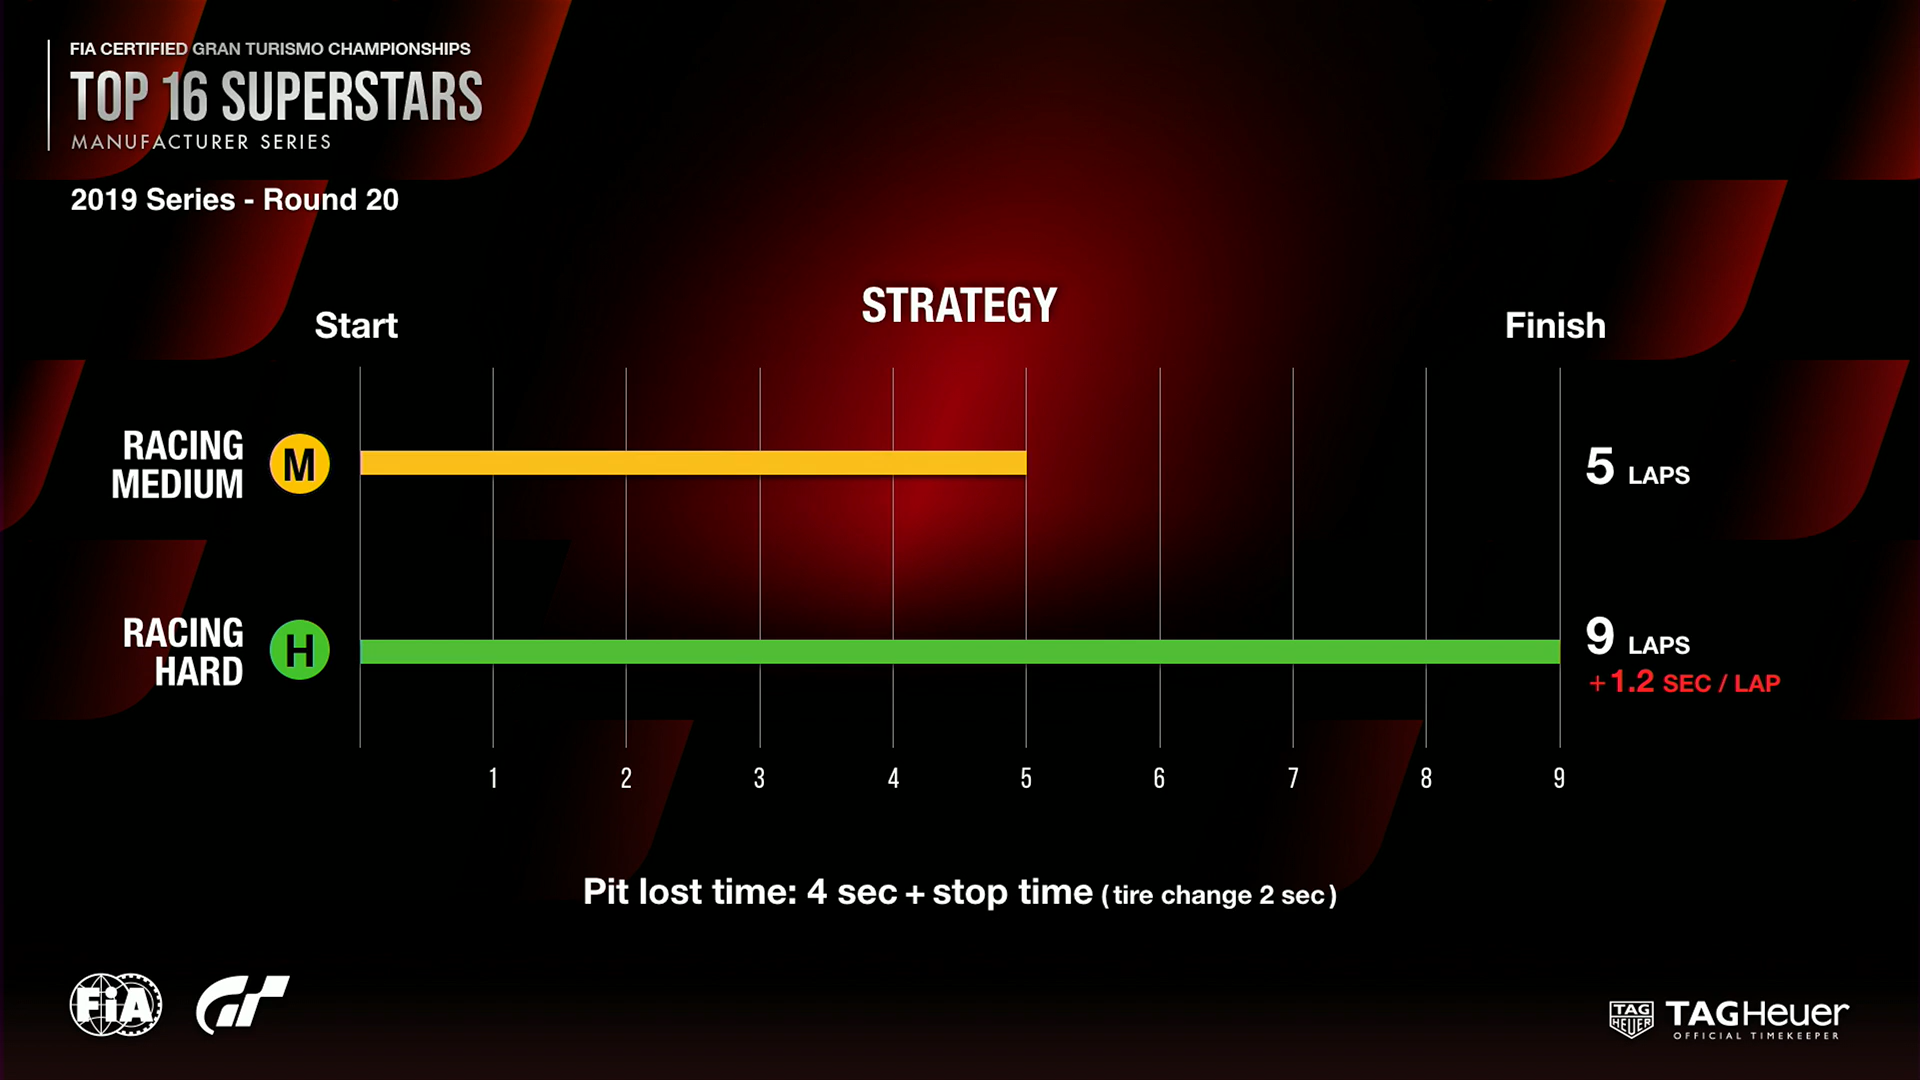 FIA CERTIFIED GRAN TURISMO CHAMPIONSHIPS
TOP 16 SUPERSTARS
MANUFACTURER SERIES
2019 Series - Round 20
STRATEGY
Start
Finish
RACING
MEDIUM
M
5 LAPS
RACING
HARD
H
9 LAPS
+1.2 SEC / LAP
1 2 3 4 5 6 7 8 9
Pit lost time: 4 sec + stop time (tire change 2 sec)
FiA
GT
TAG
HEUER
TAGHeuer
OFFICIAL TIMEKEEPER